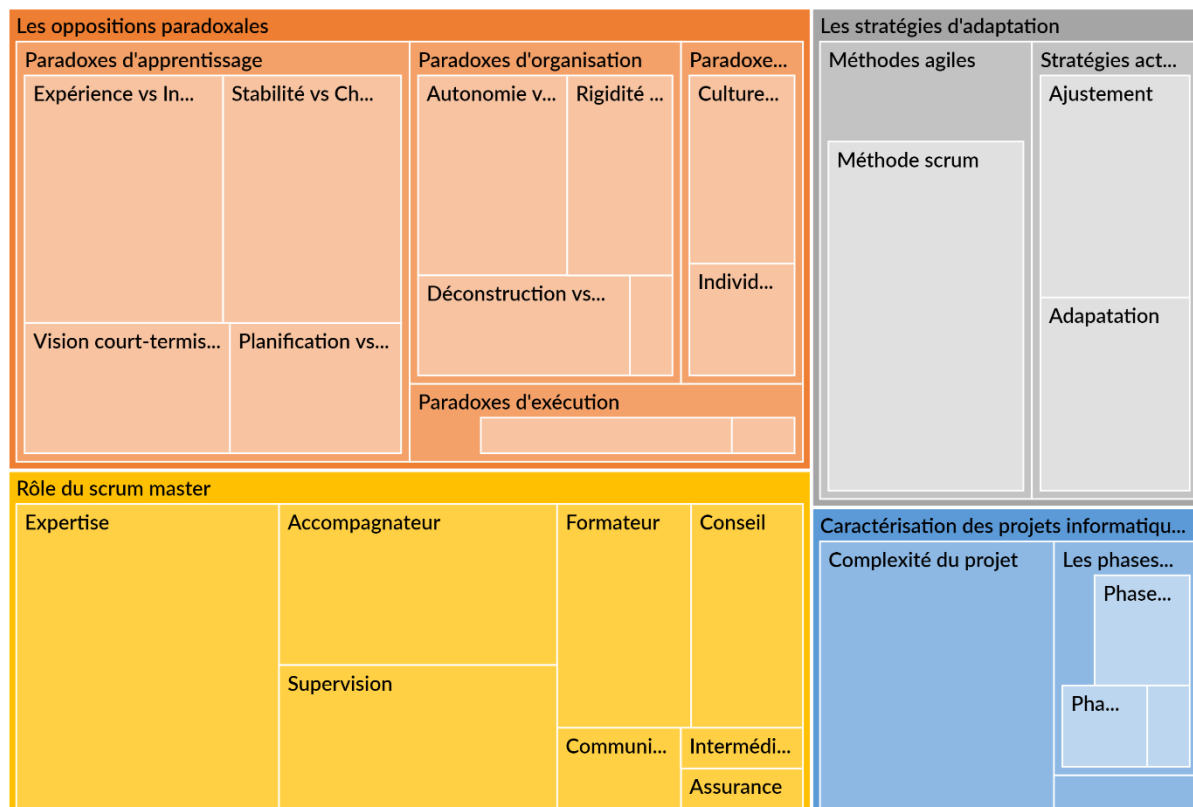 Les oppositions paradoxales
Paradoxes d'apprentissage
Expérience vs In...
Stabilité vs Ch...
Vision court-termis...
Planification vs...
Paradoxes d'organisation
Autonomie v...
Rigidité ...
Déconstruction vs...
Paradoxe...
Culture...
Individ...
Paradoxes d'exécution
Rôle du scrum master
Expertise
Accompagnateur
Supervision
Formateur
Conseil
Communi...
Intermédi...
Assurance
Les stratégies d'adaptation
Méthodes agiles
Méthode scrum
Stratégies act...
Ajustement
Adapatation
Caractérisation des projets informatiqu...
Complexité du projet
Les phases...
Phase...
Pha...